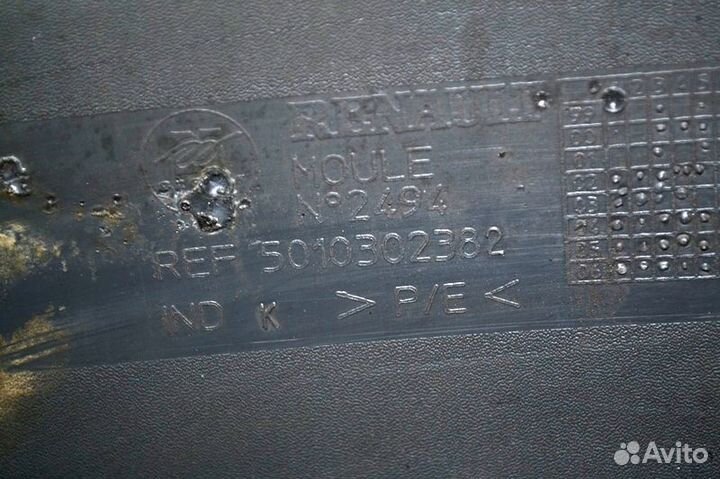 RENAULT
MOULE
N°2494
REF 5010302382
IND K >P/E<
Avito